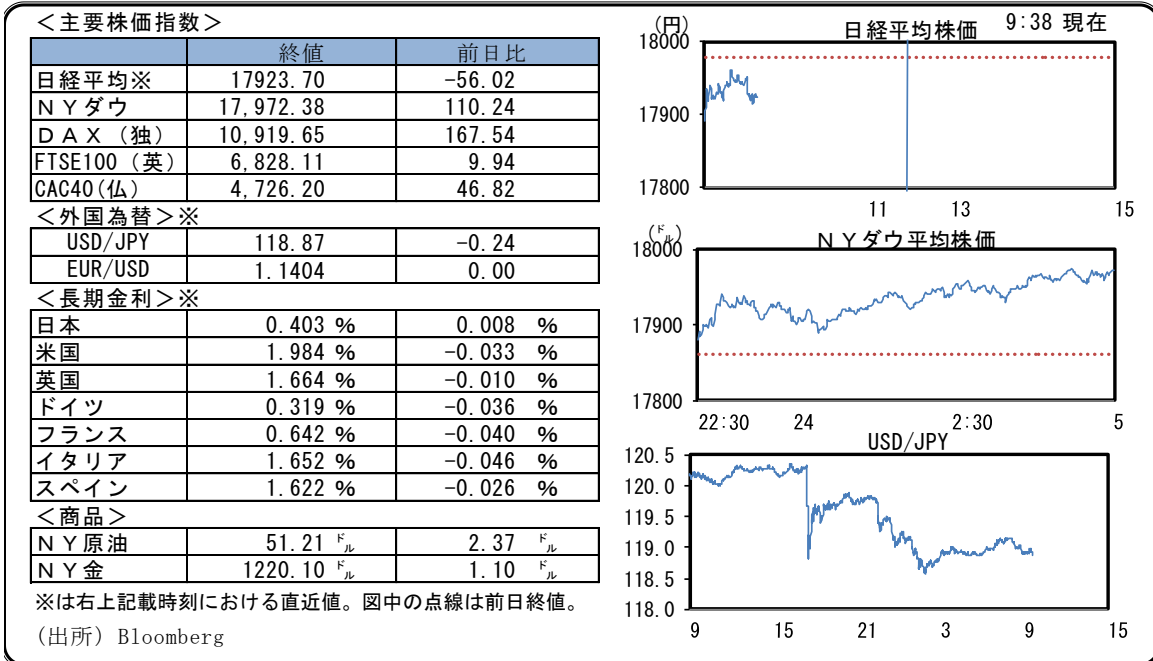 ＜主要株価指数＞
終値 前日比
日経平均※ 17923.70 -56.02
ＮＹダウ 17,972.38 110.24
ＤＡＸ（独） 10,919.65 167.54
FTSE100（英） 6,828.11 9.94
CAC40(仏) 4,726.20 46.82
＜外国為替＞※
USD/JPY 118.87 -0.24
EUR/USD 1.1404 0.00
＜長期金利＞※
日本 0.403 % 0.008 %
米国 1.984 % -0.033 %
英国 1.664 % -0.010 %
ドイツ 0.319 % -0.036 %
フランス 0.642 % -0.040 %
イタリア 1.652 % -0.046 %
スペイン 1.622 % -0.026 %
＜商品＞
ＮＹ原油 51.21 ㌦ 2.37 ㌦
ＮＹ金 1220.10 ㌦ 1.10 ㌦
※は右上記載時刻における直近値。図中の点線は前日終値。
(出所) Bloomberg
(円) 日経平均株価 9:38 現在
18000
17900
17800
11 13 15
(㌦) ＮＹダウ平均株価
18000
17900
17800
22:30 24 2:30 5
USD/JPY
120.5
120.0
119.5
119.0
118.5
118.0
9 15 21 3 9 15